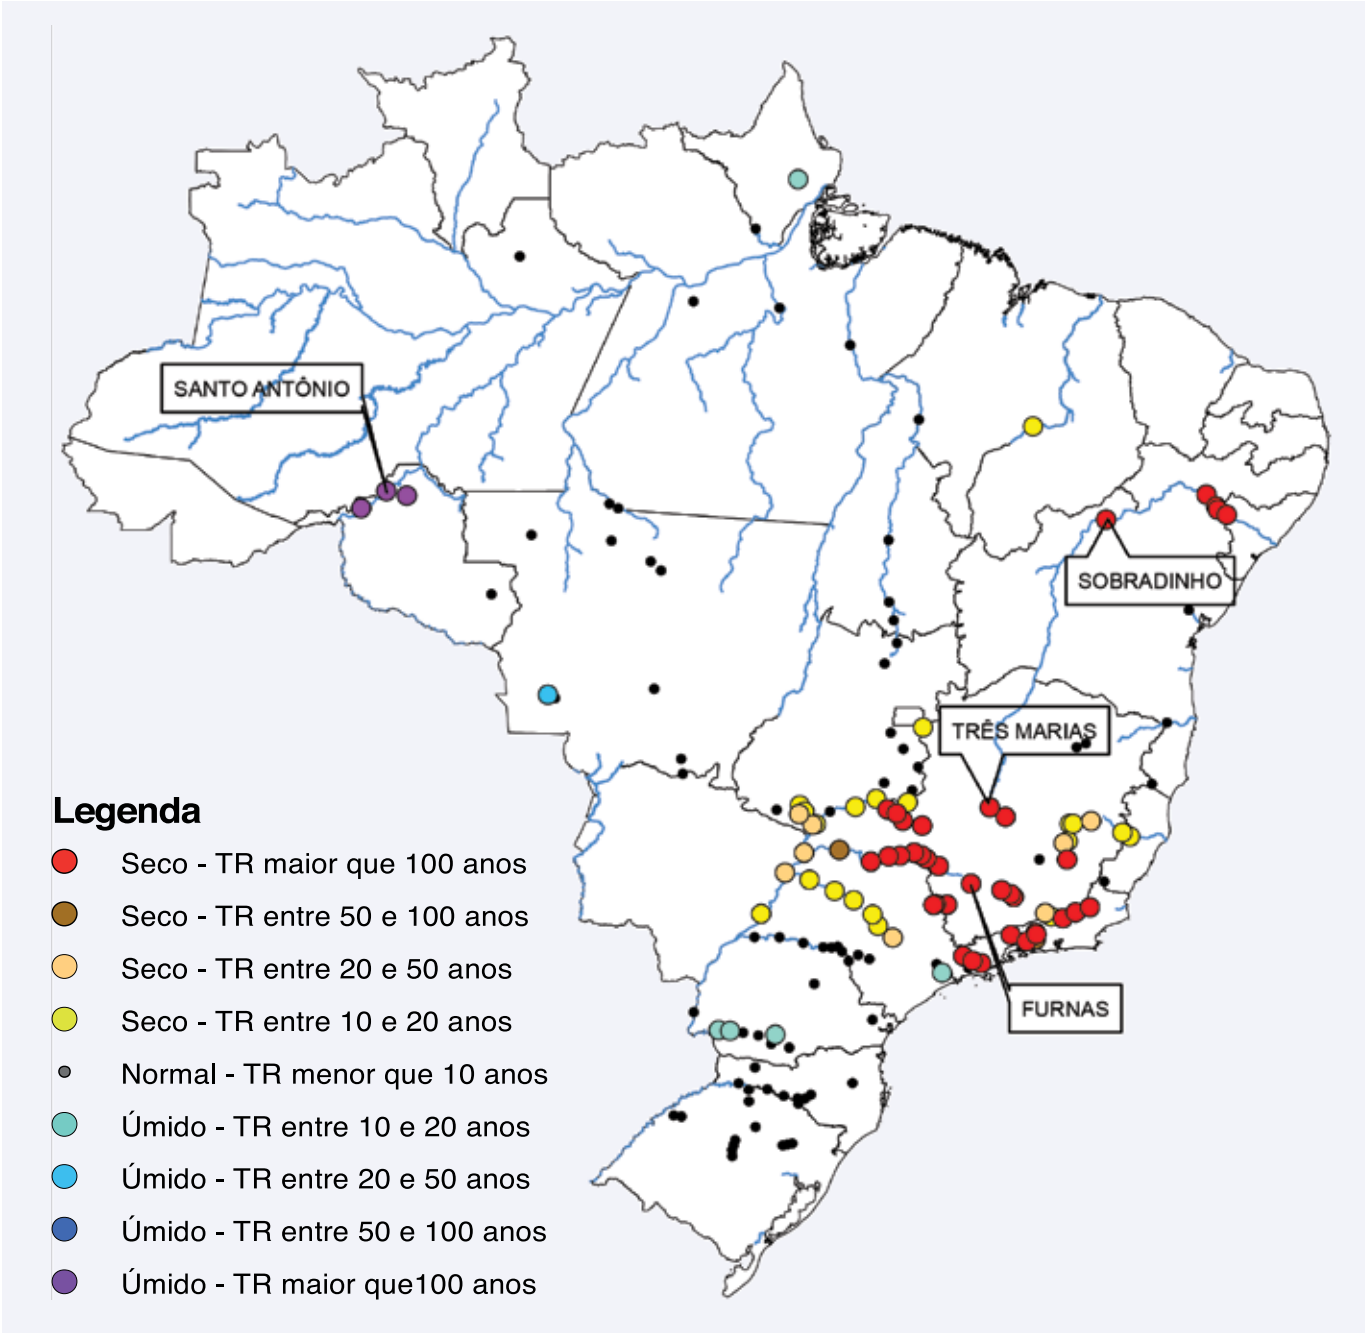 SANTO ANTÔNIO
SOBRADINHO
TRÊS MARIAS
FURNAS
Legenda
Seco - TR maior que 100 anos
Seco - TR entre 50 e 100 anos
Seco - TR entre 20 e 50 anos
Seco - TR entre 10 e 20 anos
Normal - TR menor que 10 anos
Úmido - TR entre 10 e 20 anos
Úmido - TR entre 20 e 50 anos
Úmido - TR entre 50 e 100 anos
Úmido - TR maior que100 anos